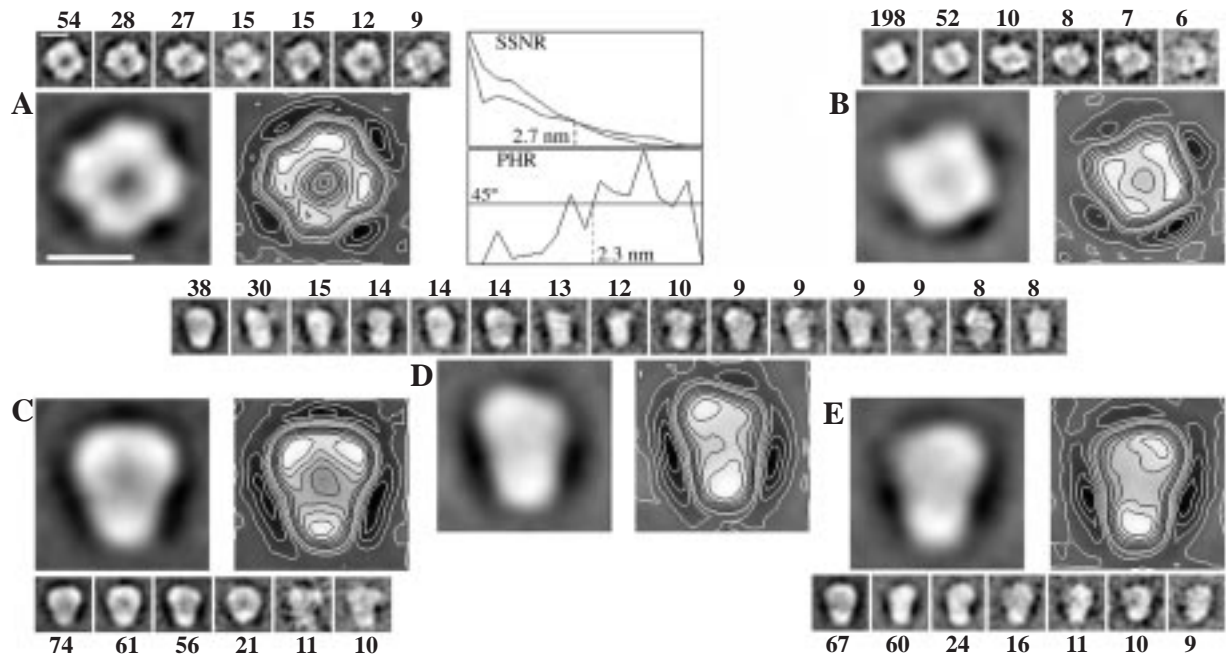 54 28 27 15 15 12 9
198 52 10 8 7 6
A
SSNR
2.7 nm
PHR
45°
2.3 nm
B
38 30 15 14 14 14 13 12 10 9 9 9 9 8 8
C
D
E
74 61 56 21 11 10
67 60 24 16 11 10 9